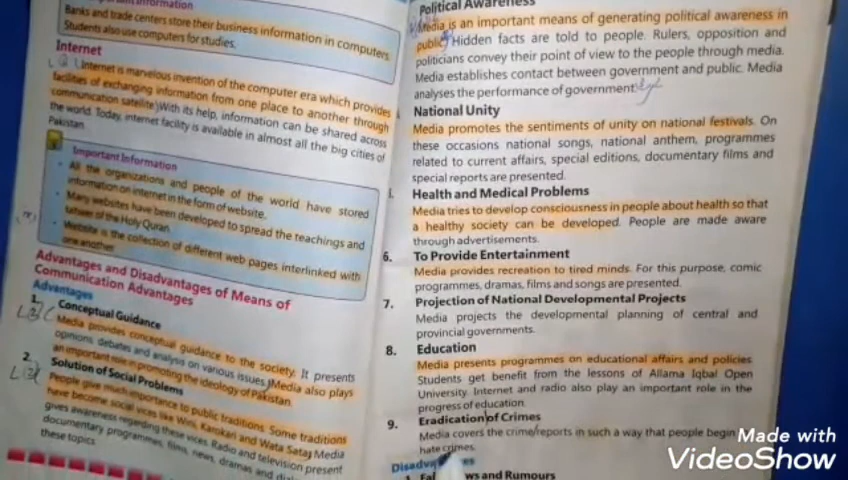 Important Information
Banks and trade centers store their business information in computers
Students also use computers for studies.
Internet
Internet is marvelous invention of the computer era which provides
facilities of exchanging information from one place to another through
communication satellite. With its help, information can be shared across
the world. Today, internet facility is available in almost all the big cities of
Pakistan.
Important Information
All the organizations and people of the world have stored
information on internet in the form of website.
Many websites have been developed to spread the teachings and
of the Holy Quran.
Website is the collection of different web pages interlinked with
one another.
Advantages and Disadvantages of Means of
Communication Advantages
Advantages
1. Conceptual Guidance
Media provides conceptual guidance to the society. It presents
opinions, debates and analysis on various issues. Media also plays
an important role in promoting the ideology of Pakistan.
2. Solution of Social Problems
People give much importance to public traditions. Some traditions
have become social vices like Wini, Karokari and Wata Sata. Media
gives awareness regarding these vices. Radio and television present
documentary programmes, films, news, dramas and
these topics.
Political Awareness
Media is an important means of generating political awareness in
public. Hidden facts are told to people. Rulers, opposition and
politicians convey their point of view to the people through media.
Media establishes contact between government and public. Media
analyses the performance of government.
National Unity
Media promotes the sentiments of unity on national festivals. On
these occasions national songs, national anthem, programmes
related to current affairs, special editions, documentary films and
special reports are presented.
Health and Medical Problems
Media tries to develop consciousness in people about health so that
a healthy society can be developed. People are made aware
through advertisements.
6. To Provide Entertainment
Media provides recreation to tired minds. For this purpose, comic
programmes, dramas, films and songs are presented.
7. Projection of National Developmental Projects
Media projects the developmental planning of central and
provincial governments.
8. Education
Media presents programmes on educational affairs and policies
Students get benefit from the lessons of Allama Iqbal Open
University. Internet and radio also play an important role in the
progress of education.
9. Eradication of Crimes
Media covers the crime reports in such a way that people begin
hate crimes.
1. ws and Rumours
Made with
VideoShow